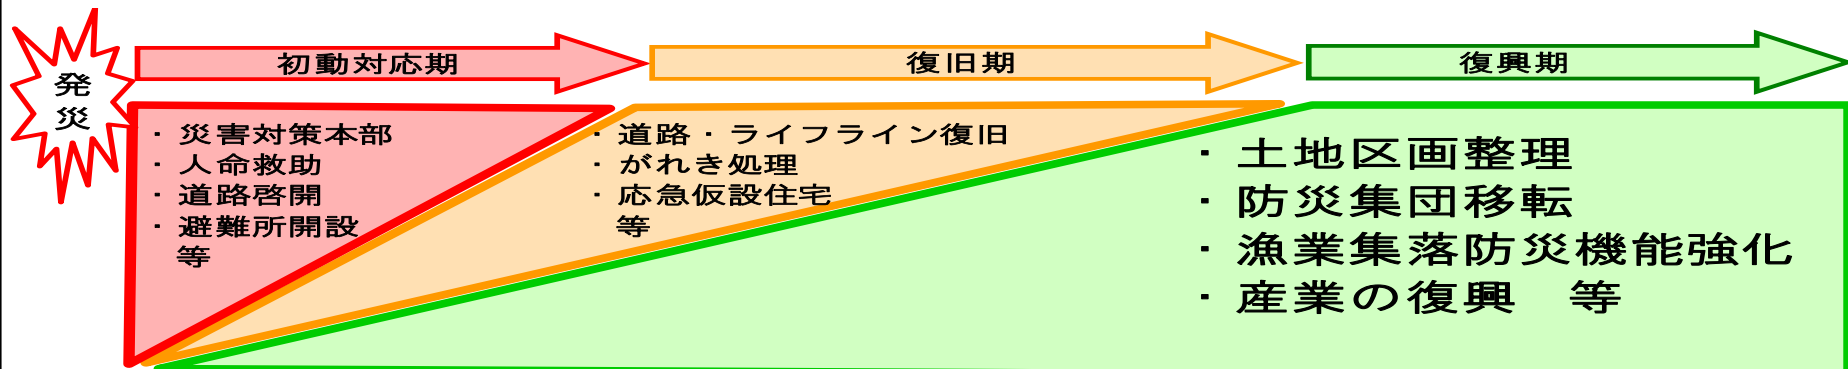 発
災
初動対応期
復旧期
復興期
・災害対策本部
・人命救助
・道路啓開
・避難所開設
等
・道路・ライフライン復旧
・がれき処理
・応急仮設住宅
等
・土地区画整理
・防災集団移転
・漁業集落防災機能強化
・産業の復興　等